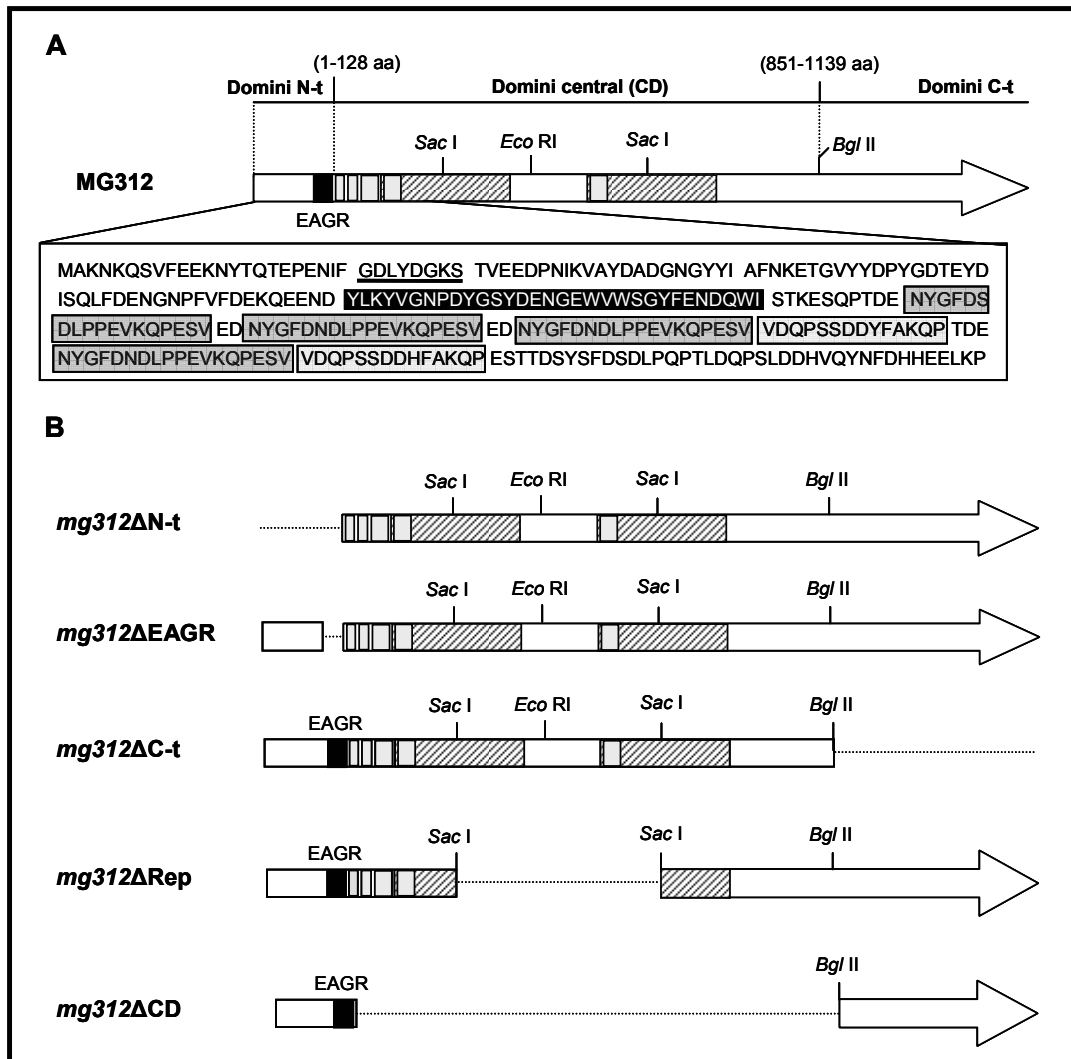 A
(1-128 aa)
(851-1139 aa)
Domini N-t
Domini central (CD)
Domini C-t
Sac I
Eco RI
Sac I
Bgl II
MG312
EAGR
MAKNKQSVFEEKNYTQTEPENIF GDLYDGKS TVEEDPNIKVAYDADGNGYYI AFNKETGVYYDPYGDTEYD
ISQLFDENGNPFVFDEKQEEND YLKYVGNPDYGSYDENGEWVWSGYFENDQWI STKESQPTDE NYGFDS
DLPPEVKQPESV ED NYGFDNDLPPEVKQPESV ED NYGFDNDLPPEVKQPESV VDQPSSDDYFAKQP TDE
NYGFDNDLPPEVKQPESV VDQPSSDDHFAKQP ESTTDSYSFDSDLPQPTLDQPSLDDHVQYNFDHHEELKP
B
Sac I
Eco RI
Sac I
Bgl II
mg312ΔN-t
Sac I
Eco RI
Sac I
Bgl II
mg312ΔEAGR
EAGR
Sac I
Eco RI
Sac I
Bgl II
mg312ΔC-t
EAGR
Sac I
Sac I
Bgl II
mg312ΔRep
EAGR
Bgl II
mg312ΔCD